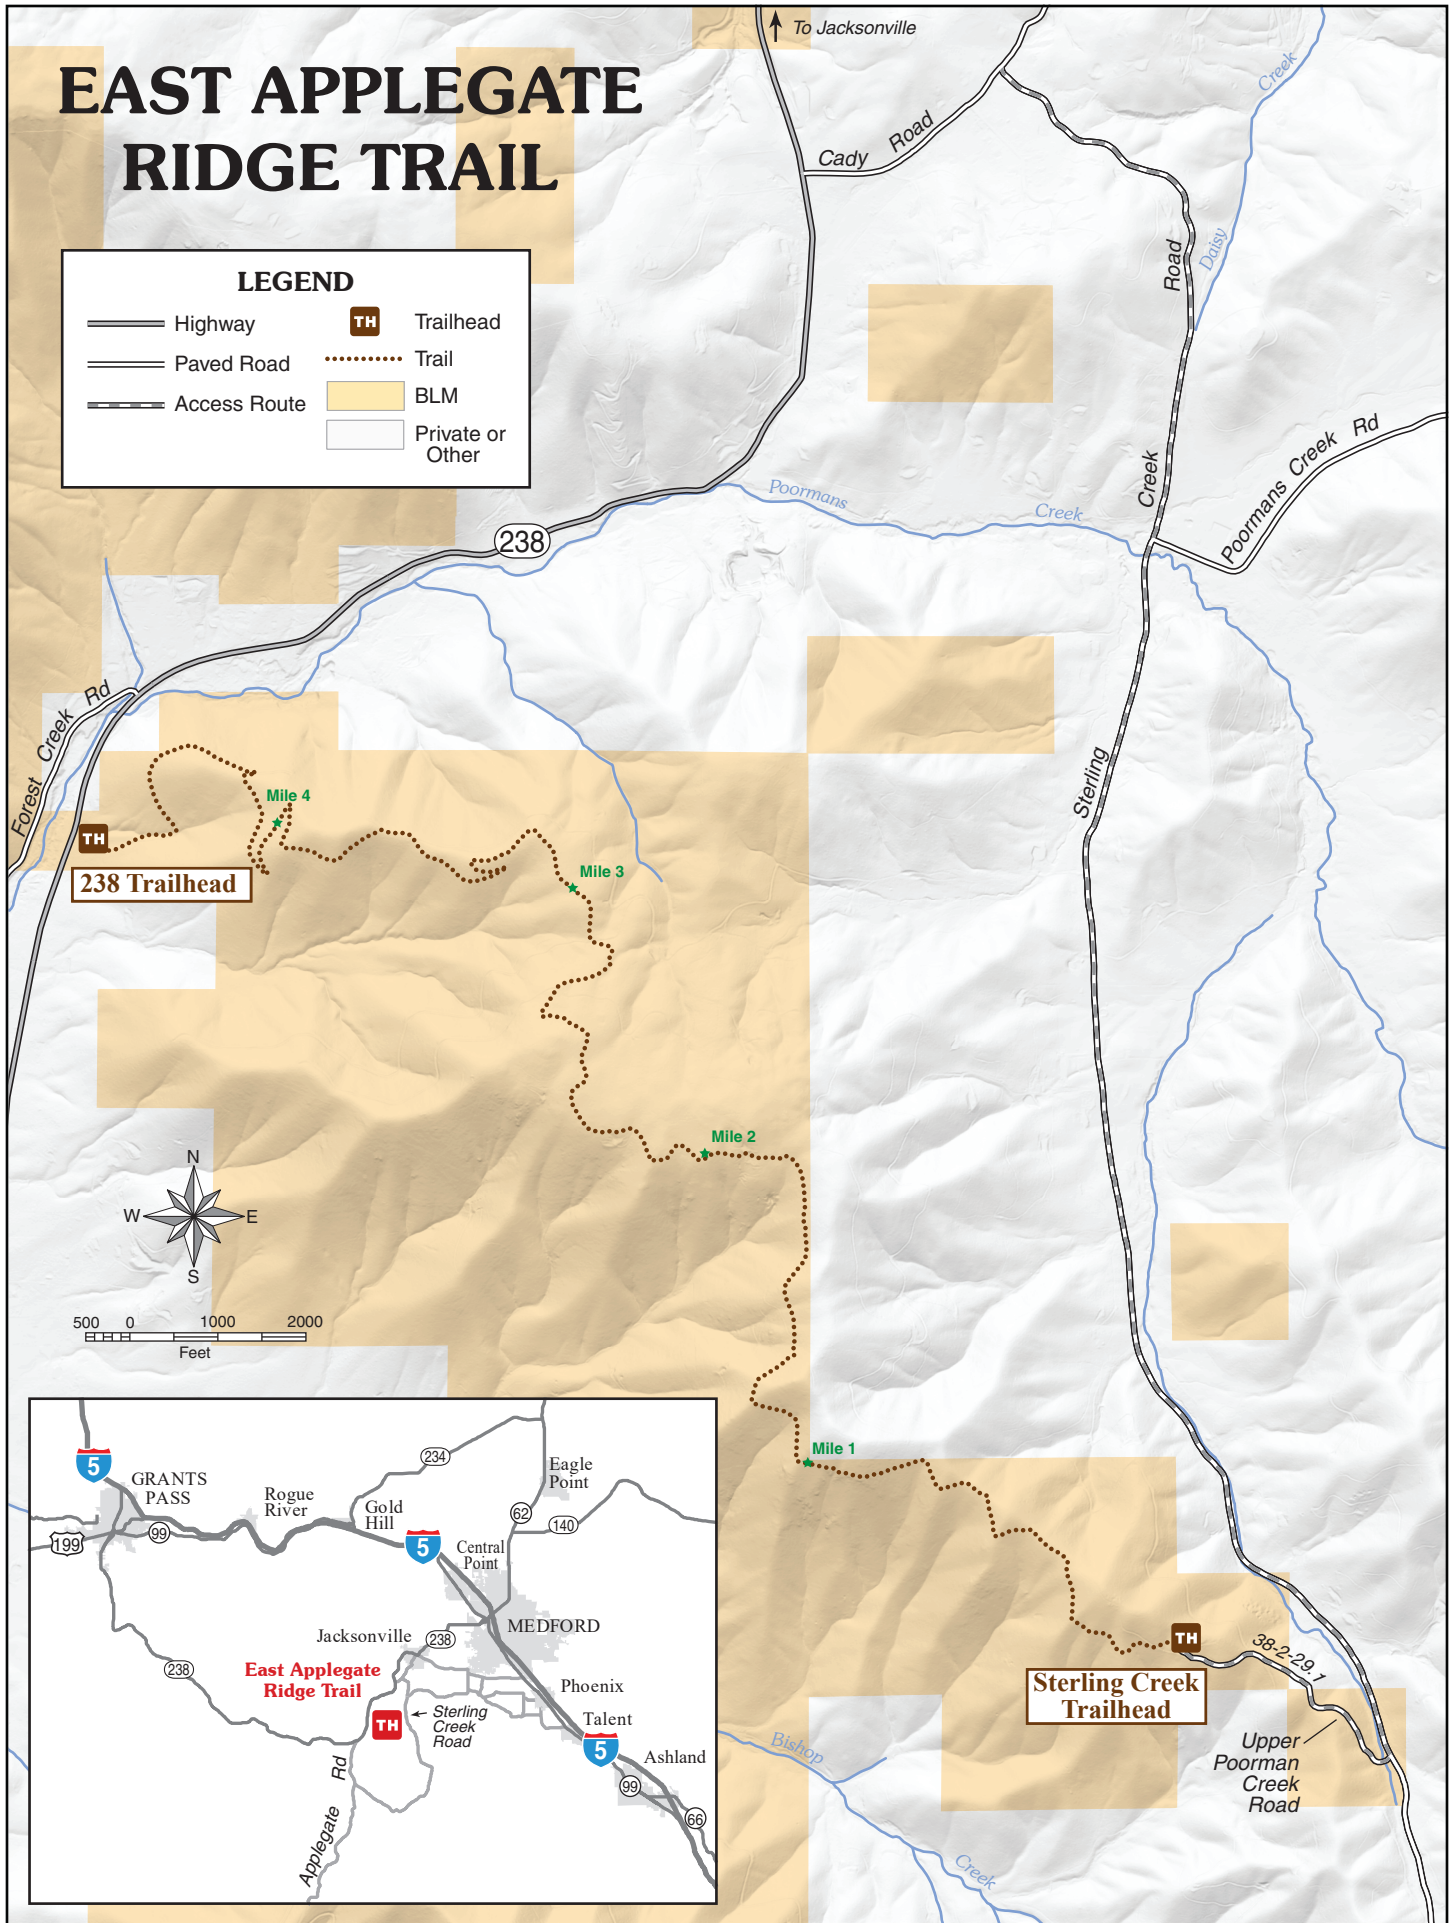 To Jacksonville
EAST APPLEGATE
RIDGE TRAIL
Creek
Cady Road
Daisy
Road
LEGEND
Highway
Paved Road
Access Route
TH
Trailhead
Trail
BLM
Private or
Other
Poormans Creek Rd
Creek
Poormans
Creek
238
Forest Creek Rd
Sterling
Mile 4
TH
238 Trailhead
Mile 3
Mile 2
N
W
E
S
500 0 1000 2000
Feet
Mile 1
TH
Sterling Creek
Trailhead
38-2-29.1
Upper
Poorman
Creek
Road
Bishop
Creek
5
GRANTS
PASS
199
99
Rogue
River
Gold
Hill
234
Eagle
Point
62
140
5
Central
Point
MEDFORD
Jacksonville
238
238
East Applegate
Ridge Trail
TH
Sterling
Creek
Road
Phoenix
Talent
5
Ashland
99
66
Applegate Rd